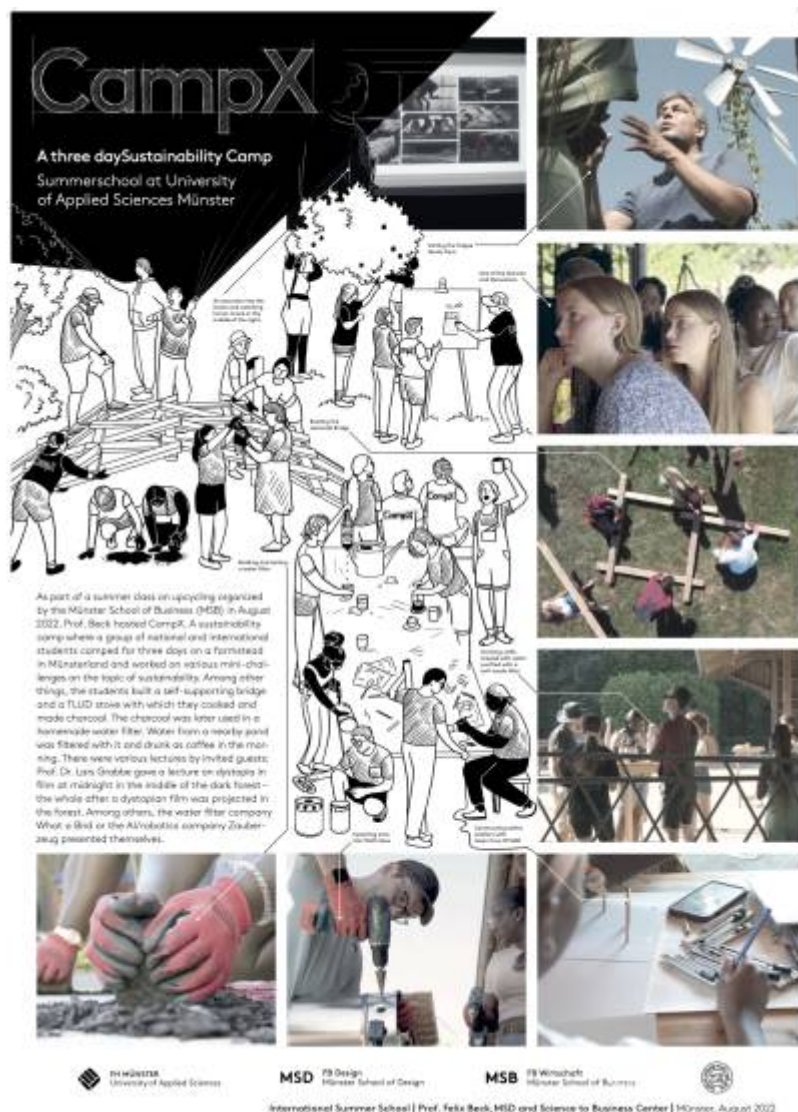 CampX
A three daySustainability Camp
Summerschool at University
of Applied Sciences Münster
One of the
Building the
CampX
CampX
As part of a summer class on upcycling organized
by the Münster School of Business (MSB) in August
2022, Prof. Beck hosted CampX. A sustainability
camp where a group of national and international
students camped for three days on a farmstead
in Münsterland and worked on various mini-chal-
lenges on the topic of sustainability. Among other
things, the students built a self-supporting bridge
and a TLUD stove with which they cooked and
made charcoal. The charcoal was later used in a
homemade water filter. Water from a nearby pond
was filtered with it and drunk as coffee in the mor-
ning. There were various lectures by invited guests:
Prof. Dr. Lars Grabbe gave a lecture on dystopia in
film at midnight in the middle of the dark forest –
the whole after a dystopian film was projected in
the forest. Among others, the water filter company
What a or the AI/robotics company Zauber-
zeug presented themselves.
FH MÜNSTER
University of Applied Sciences
MSD FB Design
Münster School of Design
MSB FB Wirtschaft
Münster School of Business
International Summer School | Prof. Felix Beck, MSD and Science to Business Center | Münster, August 2022